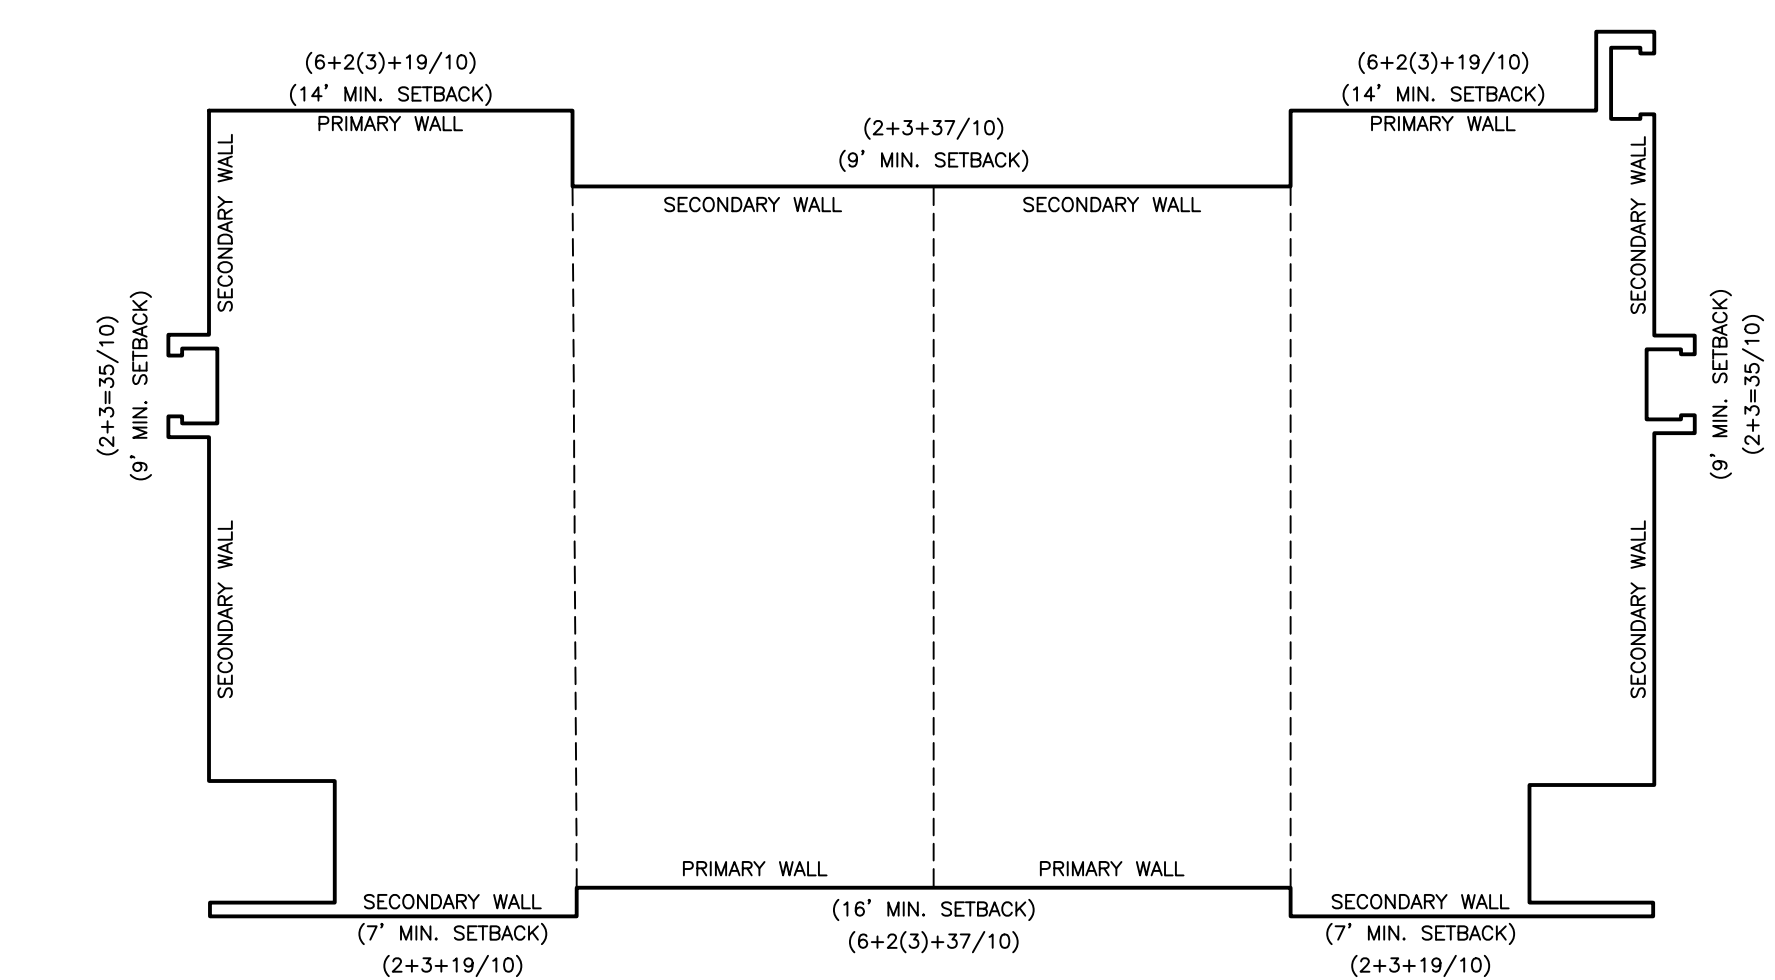 (6+2(3)+19/10)
(14' MIN. SETBACK)
PRIMARY WALL
(6+2(3)+19/10)
(14' MIN. SETBACK)
PRIMARY WALL
(2+3+37/10)
(9' MIN. SETBACK)
SECONDARY WALL
SECONDARY WALL
SECONDARY WALL
SECONDARY WALL
(2+3=35/10)
(9' MIN. SETBACK)
(9' MIN. SETBACK)
(2+3=35/10)
SECONDARY WALL
SECONDARY WALL
PRIMARY WALL
PRIMARY WALL
SECONDARY WALL
(7' MIN. SETBACK)
(2+3+19/10)
(16' MIN. SETBACK)
(6+2(3)+37/10)
SECONDARY WALL
(7' MIN. SETBACK)
(2+3+19/10)